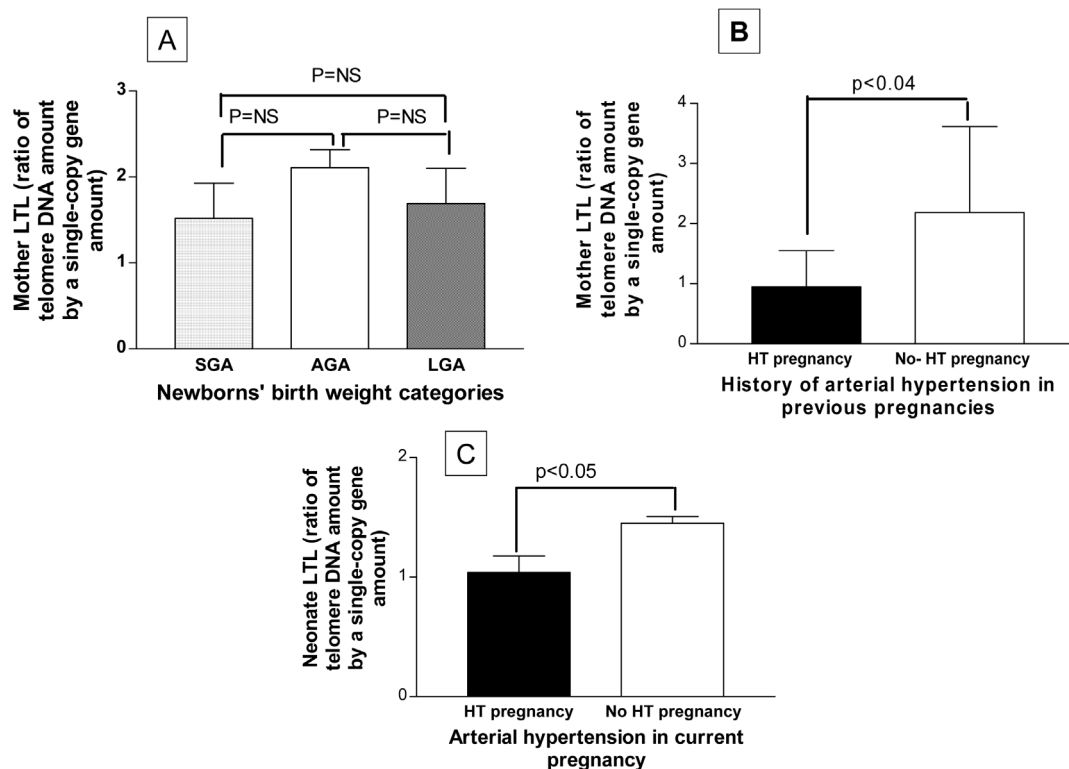 A
Mother LTL (ratio of
telomere DNA amount
by a single-copy gene
amount)
3
2
1
0
P=NS
P=NS
P=NS
SGA
AGA
LGA
Newborns' birth weight categories
B
Mother LTL (ratio of
telomere DNA amount
by a single-copy gene
amount)
4
3
2
1
0
p<0.04
HT pregnancy
No- HT pregnancy
History of arterial hypertension in
previous pregnancies
C
Neonate LTL (ratio of
telomere DNA amount
by a single-copy gene
amount)
2
1
0
p<0.05
HT pregnancy
No HT pregnancy
Arterial hypertension in current
pregnancy